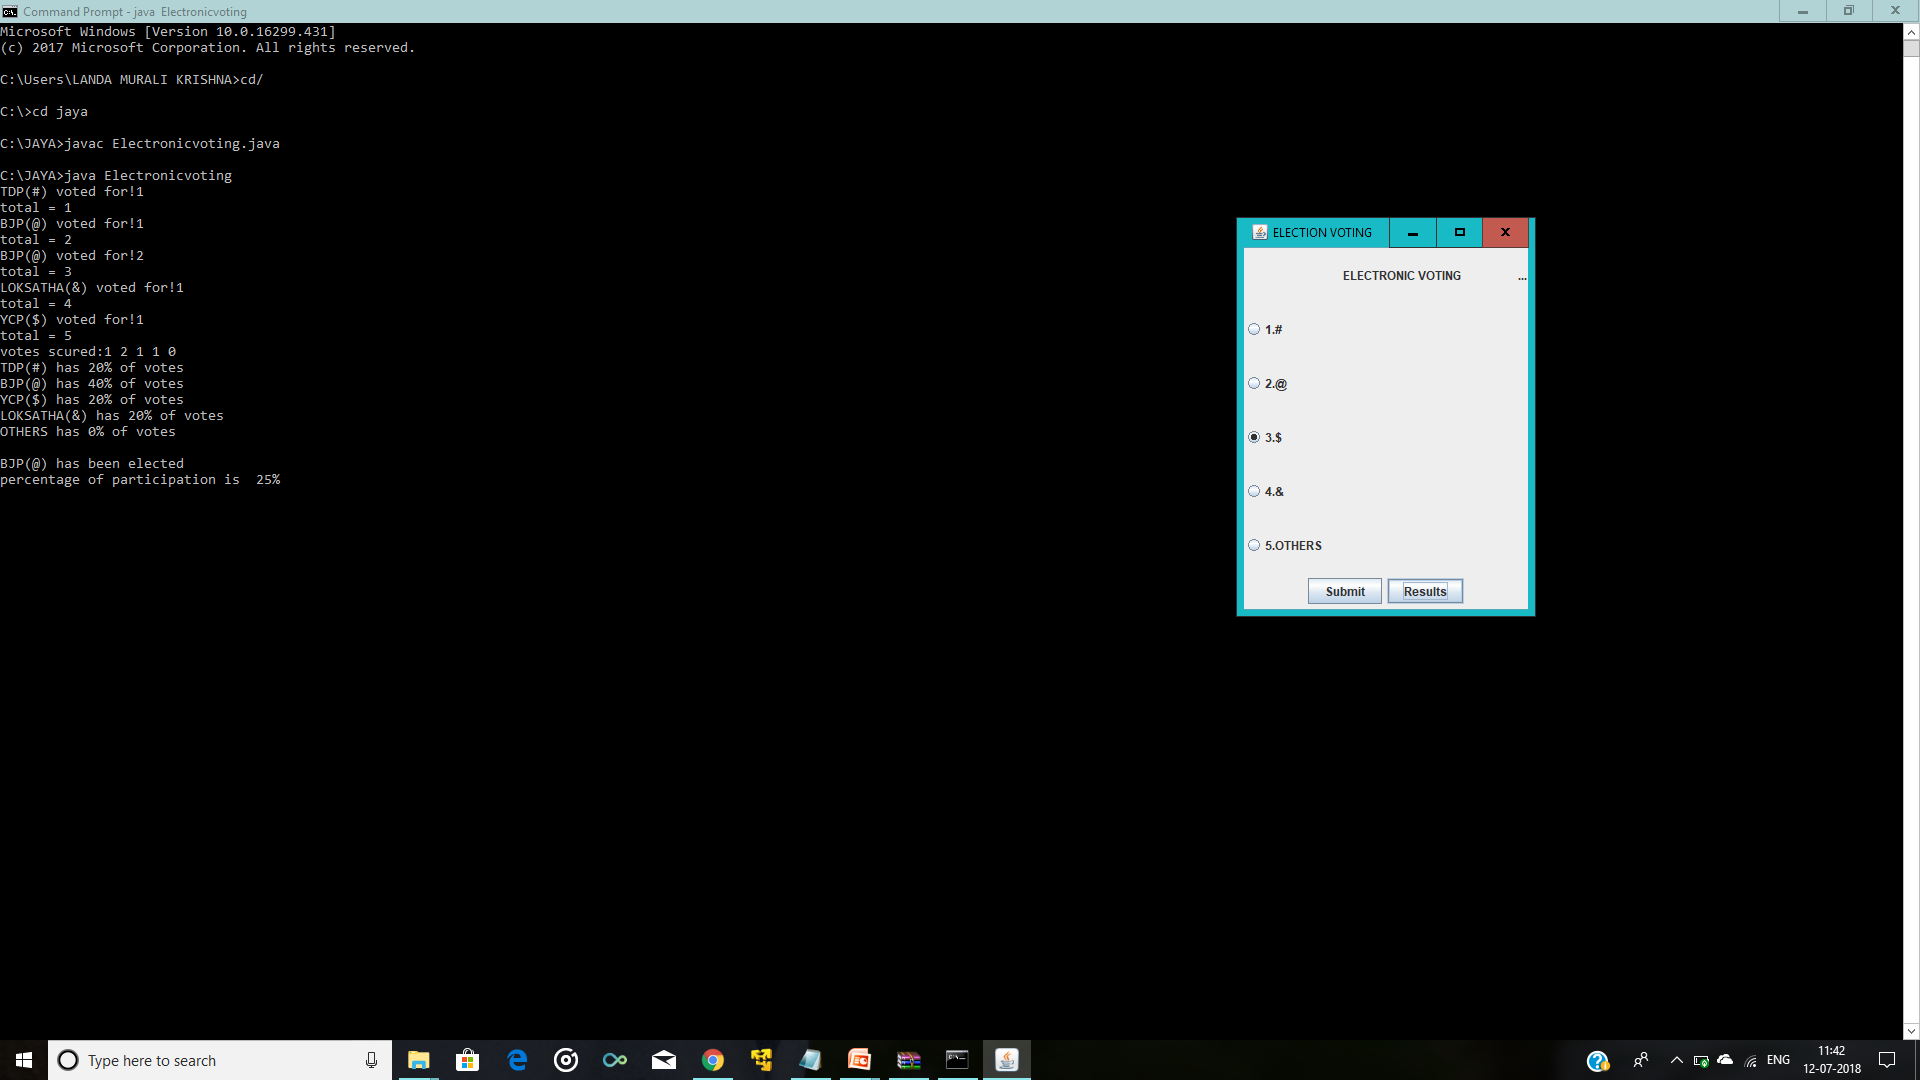 Command Prompt - java  Electronicvoting
Microsoft Windows [Version 10.0.16299.431]
(c) 2017 Microsoft Corporation. All rights reserved.
C:\Users\LANDA MURALI KRISHNA>cd/
C:\>cd jaya
C:\JAYA>javac Electronicvoting.java
C:\JAYA>java Electronicvoting
TDP(#) voted for!1
total = 1
BJP(@) voted for!1
total = 2
BJP(@) voted for!2
total = 3
LOKSATHA(&) voted for!1
total = 4
YCP($) voted for!1
total = 5
votes scured:1 2 1 1 0
TDP(#) has 20% of votes
BJP(@) has 40% of votes
YCP($) has 20% of votes
LOKSATHA(&) has 20% of votes
OTHERS has 0% of votes
BJP(@) has been elected
percentage of participation is  25%
ELECTION VOTING
ELECTRONIC VOTING ...
1.#
2.@
3.$
4.&
5.OTHERS
Submit Results
Type here to search
ENG
11:42
12-07-2018